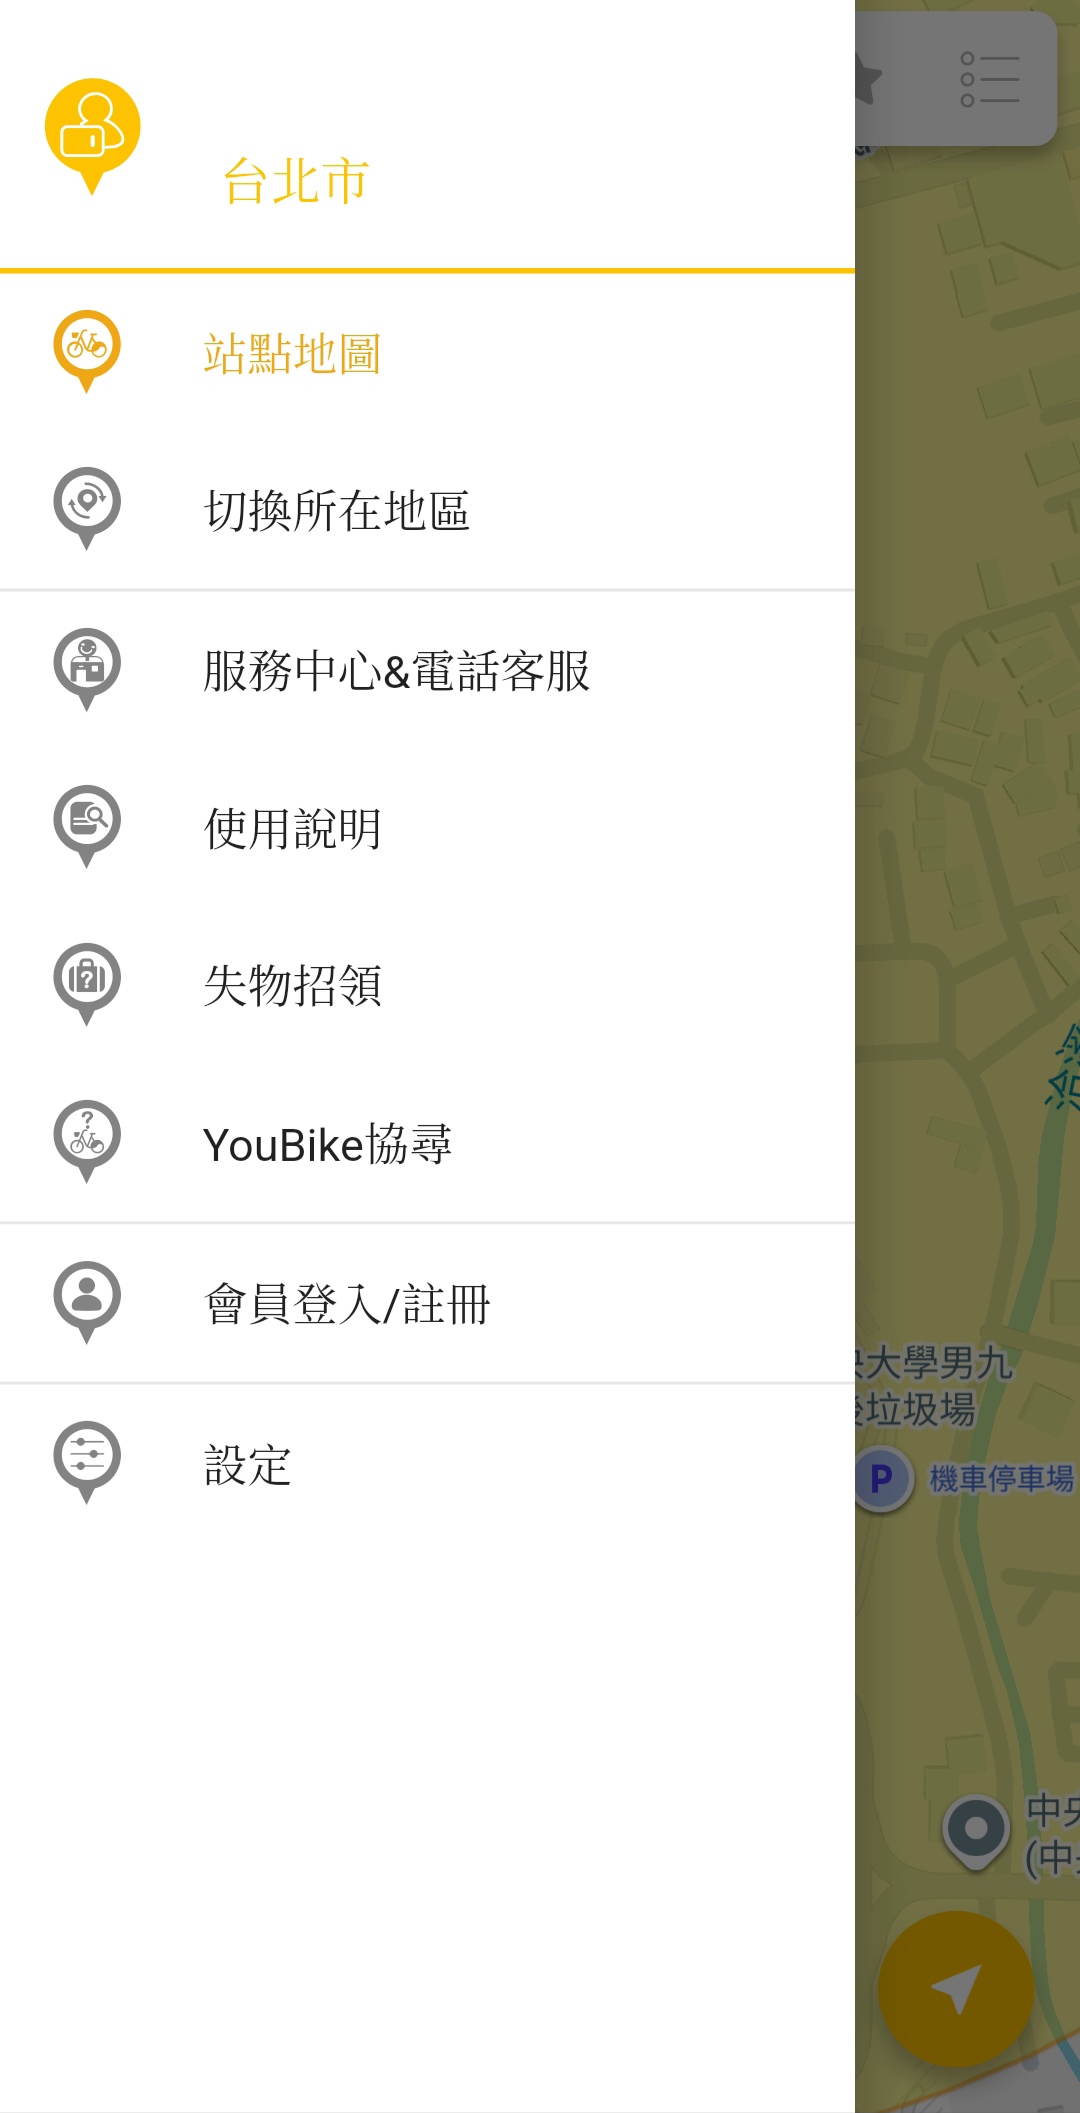 台北市
站點地圖
切換所在地區
服務中心&電話客服
使用說明
失物招領
YouBike協尋
會員登入/註冊
大學男九
垃圾場
P 機車停車場
設定
中央
(中